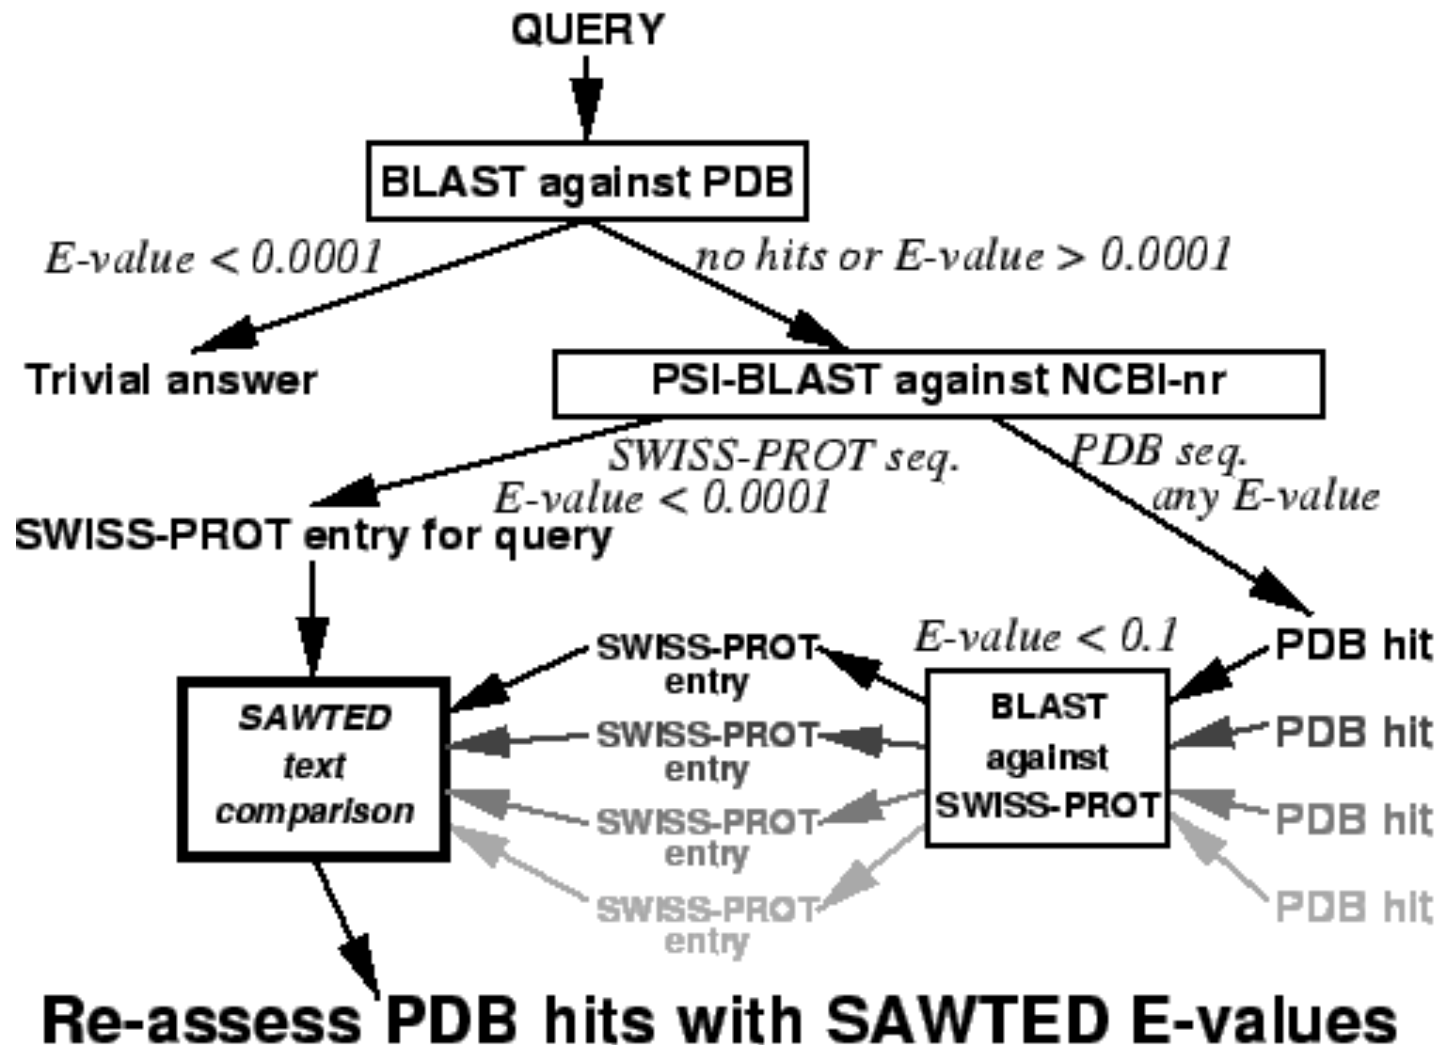 QUERY
BLAST against PDB
E-value < 0.0001
no hits or E-value > 0.0001
Trivial answer
PSI-BLAST against NCBI-nr
SWISS-PROT seq.
E-value < 0.0001
PDB seq.
any E-value
SWISS-PROT entry for query
E-value < 0.1
PDB hit
PDB hit
PDB hit
PDB hit
BLAST
against
SWISS-PROT
SWISS-PROT
entry
SWISS-PROT
entry
SWISS-PROT
entry
SWISS-PROT
entry
SAWTED
text
comparison
Re-assess PDB hits with SAWTED E-values